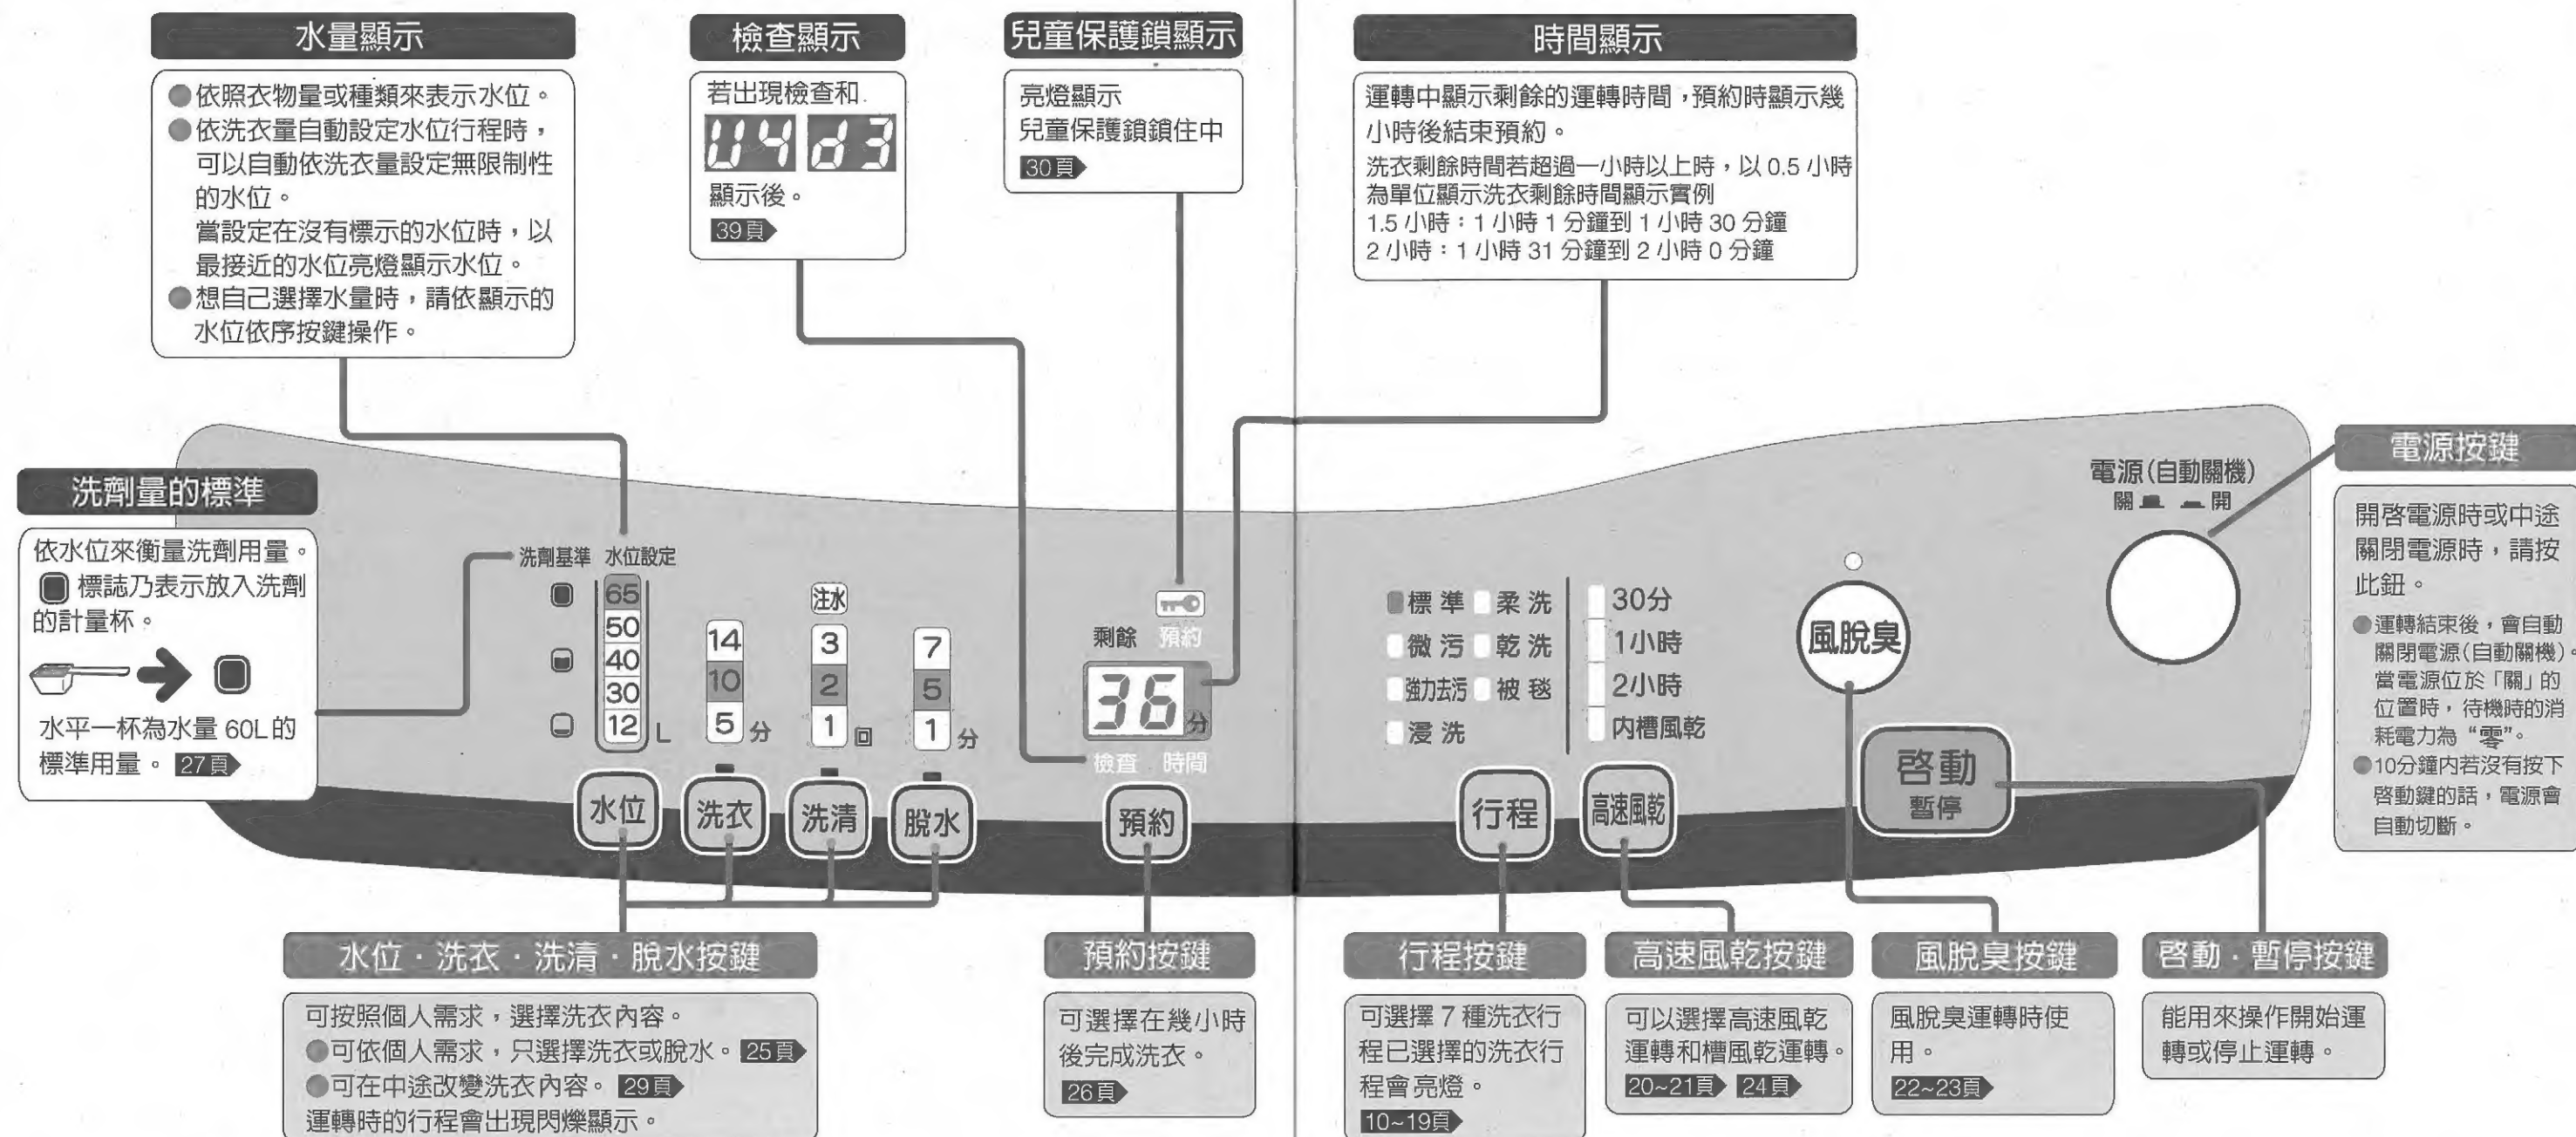 水量顯示
●依照衣物量或種類來表示水位。
●依洗衣量自動設定水位行程時，
可以自動依洗衣量設定無限制性
的水位。
當設定在沒有標示的水位時，以
最接近的水位亮燈顯示水位。
●想自己選擇水量時，請依顯示的
水位依序按鍵操作。
檢查顯示
若出現檢查和
U4 d3
顯示後。
39頁
兒童保護鎖顯示
亮燈顯示
兒童保護鎖鎖住中
30頁
時間顯示
運轉中顯示剩餘的運轉時間，預約時顯示幾
小時後結束預約。
洗衣剩餘時間若超過一小時以上時，以 0.5 小時
為單位顯示洗衣剩餘時間顯示實例
1.5 小時：1 小時 1 分鐘到 1 小時 30 分鐘
2 小時：1 小時 31 分鐘到 2 小時 0 分鐘
洗劑量的標準
依水位來衡量洗劑用量。
標誌乃表示放入洗劑
的計量杯。
水平一杯為水量 60L的
標準用量。 27頁
洗劑基準 水位設定
65
50
40
30
12 L
14
10
5 分
注水
3
2
1 回
7
5
1 分
剩餘 預約
36 分
檢查 時間
標準 柔洗
微污 乾洗
強力去污 被毯
浸洗
30分
1小時
2小時
內槽風乾
風脫臭
電源(自動關機)
關 開
啓動
暫停
水位
洗衣
洗清
脫水
預約
行程
高速風乾
電源按鍵
開啓電源時或中途
關閉電源時，請按
此鈕。
●運轉結束後，會自動
關閉電源(自動關機)。
當電源位於「關」的
位置時，待機時的消
耗電力為“零”。
●10分鐘內若沒有按下
啓動鍵的話，電源會
自動切斷。
水位．洗衣．洗清．脫水按鍵
可按照個人需求，選擇洗衣內容。
●可依個人需求，只選擇洗衣或脫水。 25頁
●可在中途改變洗衣內容。 29頁
運轉時的行程會出現閃爍顯示。
預約按鍵
可選擇在幾小時
後完成洗衣。
26頁
行程按鍵
可選擇 7 種洗衣行
程已選擇的洗衣行
程會亮燈。
10~19頁
高速風乾按鍵
可以選擇高速風乾
運轉和槽風乾運轉。
20~21頁 24頁
風脫臭按鍵
風脫臭運轉時使
用。
22~23頁
啓動．暫停按鍵
能用來操作開始運
轉或停止運轉。